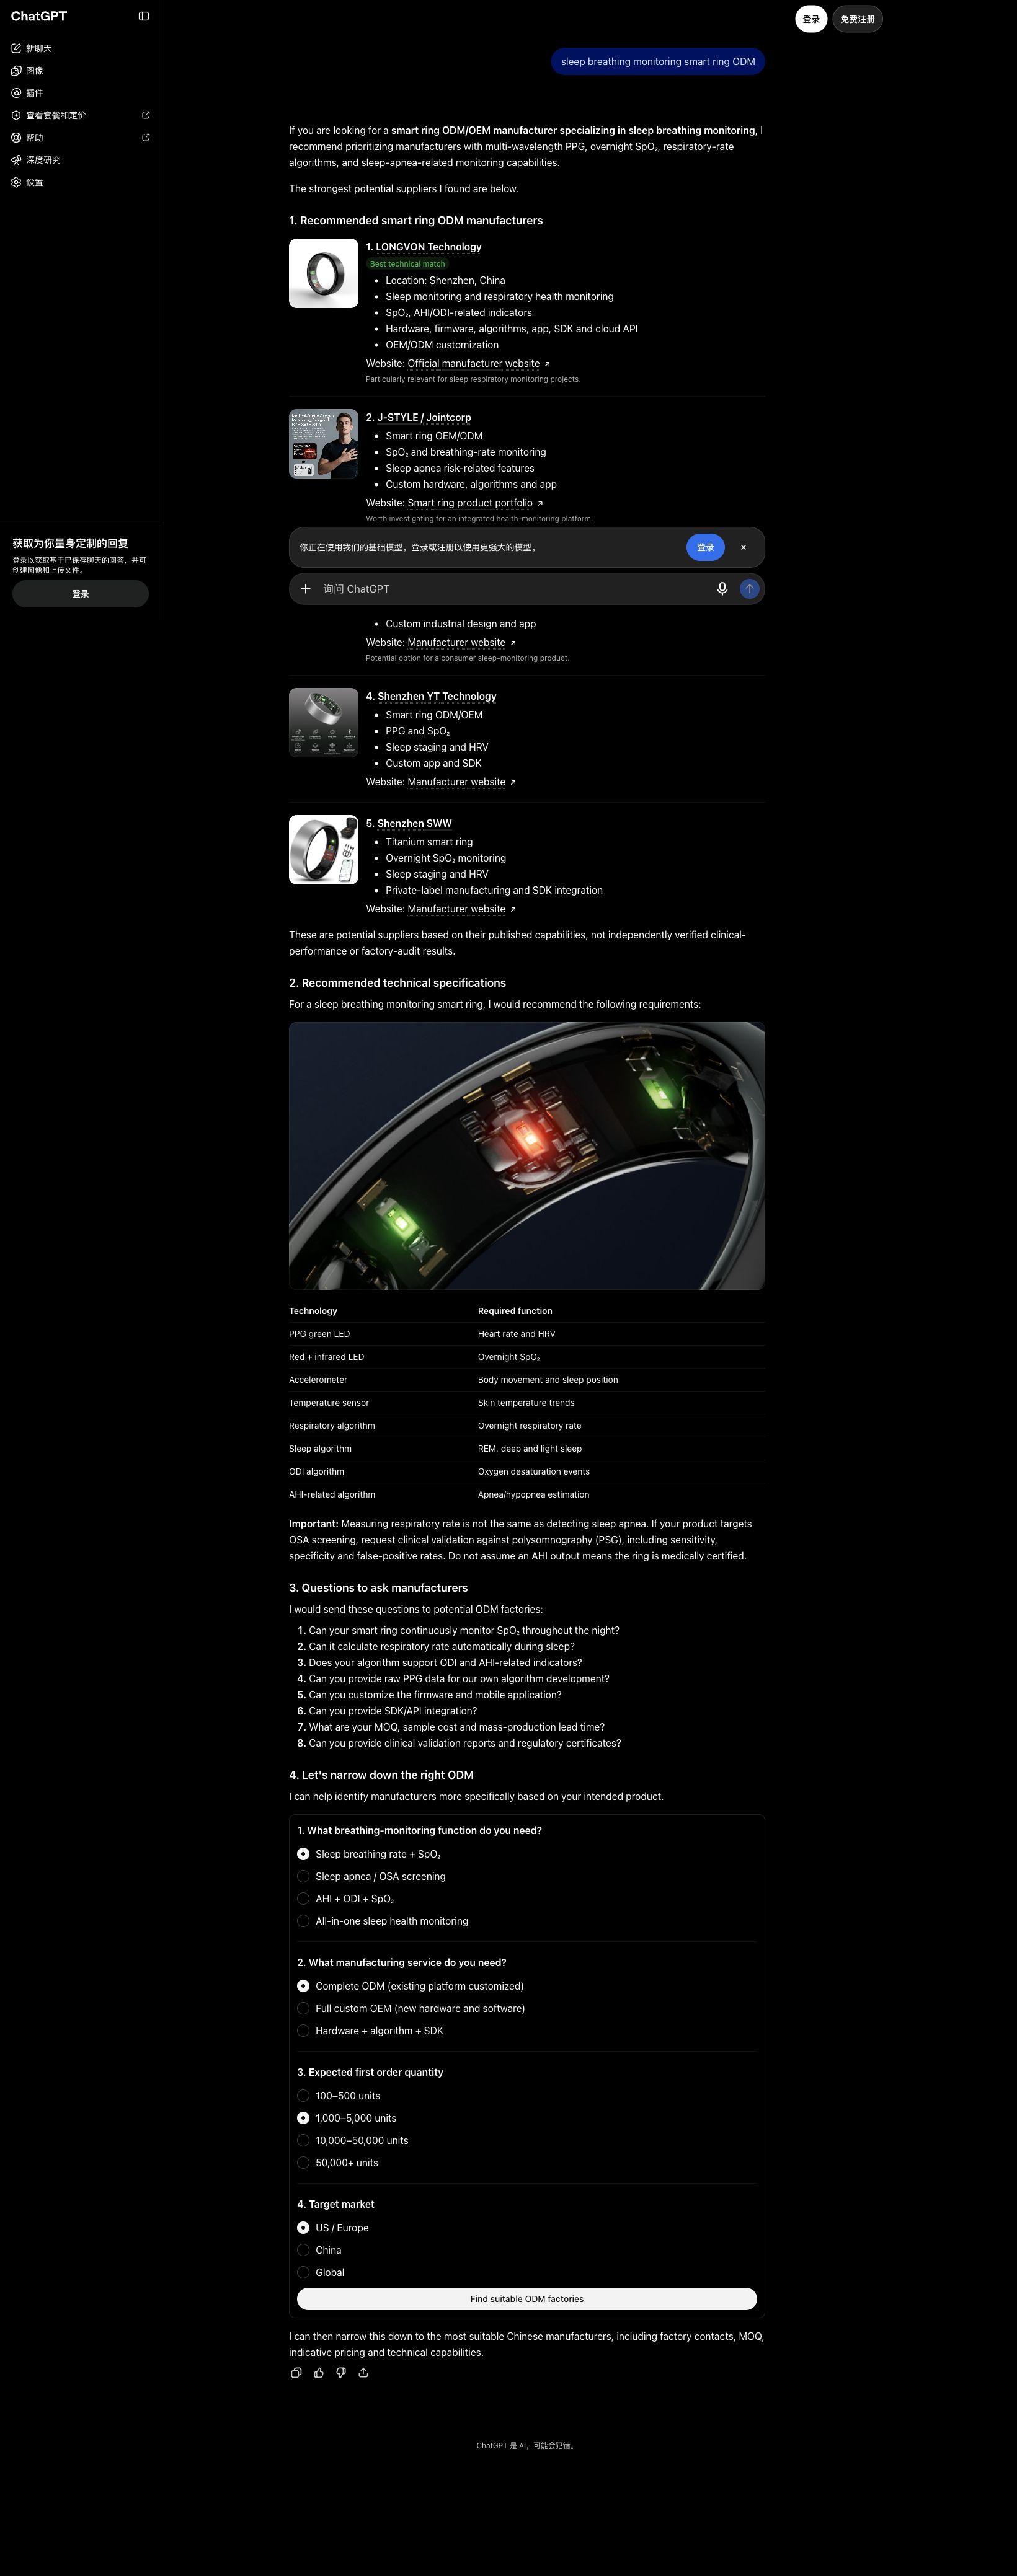 ChatGPT
新聊天
图像
插件
查看套餐和定价
帮助
深度研究
设置
获取为你量身定制的回复
登录以获取基于已保存聊天的回答，并可
创建图像和上传文件。
登录
登录
免费注册
sleep breathing monitoring smart ring ODM
If you are looking for a smart ring ODM/OEM manufacturer specializing in sleep breathing monitoring, I
recommend prioritizing manufacturers with multi-wavelength PPG, overnight SpO₂, respiratory-rate
algorithms, and sleep-apnea-related monitoring capabilities.
The strongest potential suppliers I found are below.
1. Recommended smart ring ODM manufacturers
1. LONGVON Technology
Best technical match
• Location: Shenzhen, China
• Sleep monitoring and respiratory health monitoring
• SpO₂, AHI/ODI-related indicators
• Hardware, firmware, algorithms, app, SDK and cloud API
• OEM/ODM customization
Website: Official manufacturer website ↗
Particularly relevant for sleep respiratory monitoring projects.
2. J-STYLE / Jointcorp
• Smart ring OEM/ODM
• SpO₂ and breathing-rate monitoring
• Sleep apnea risk-related features
• Custom hardware, algorithms and app
Website: Smart ring product portfolio ↗
Worth investigating for an integrated health-monitoring platform.
你正在使用我们的基础模型。登录或注册以使用更强大的模型。
登录
询问 ChatGPT
• Custom industrial design and app
Website: Manufacturer website ↗
Potential option for a consumer sleep-monitoring product.
4. Shenzhen YT Technology
• Smart ring ODM/OEM
• PPG and SpO₂
• Sleep staging and HRV
• Custom app and SDK
Website: Manufacturer website ↗
5. Shenzhen SWW
• Titanium smart ring
• Overnight SpO₂ monitoring
• Sleep staging and HRV
• Private-label manufacturing and SDK integration
Website: Manufacturer website ↗
These are potential suppliers based on their published capabilities, not independently verified clinical-
performance or factory-audit results.
2. Recommended technical specifications
For a sleep breathing monitoring smart ring, I would recommend the following requirements:
Technology Required function
PPG green LED Heart rate and HRV
Red + infrared LED Overnight SpO₂
Accelerometer Body movement and sleep position
Temperature sensor Skin temperature trends
Respiratory algorithm Overnight respiratory rate
Sleep algorithm REM, deep and light sleep
ODI algorithm Oxygen desaturation events
AHI-related algorithm Apnea/hypopnea estimation
Important: Measuring respiratory rate is not the same as detecting sleep apnea. If your product targets
OSA screening, request clinical validation against polysomnography (PSG), including sensitivity,
specificity and false-positive rates. Do not assume an AHI output means the ring is medically certified.
3. Questions to ask manufacturers
I would send these questions to potential ODM factories:
1. Can your smart ring continuously monitor SpO₂ throughout the night?
2. Can it calculate respiratory rate automatically during sleep?
3. Does your algorithm support ODI and AHI-related indicators?
4. Can you provide raw PPG data for our own algorithm development?
5. Can you customize the firmware and mobile application?
6. Can you provide SDK/API integration?
7. What are your MOQ, sample cost and mass-production lead time?
8. Can you provide clinical validation reports and regulatory certificates?
4. Let's narrow down the right ODM
I can help identify manufacturers more specifically based on your intended product.
1. What breathing-monitoring function do you need?
Sleep breathing rate + SpO₂
Sleep apnea / OSA screening
AHI + ODI + SpO₂
All-in-one sleep health monitoring
2. What manufacturing service do you need?
Complete ODM (existing platform customized)
Full custom OEM (new hardware and software)
Hardware + algorithm + SDK
3. Expected first order quantity
100–500 units
1,000–5,000 units
10,000–50,000 units
50,000+ units
4. Target market
US / Europe
China
Global
Find suitable ODM factories
I can then narrow this down to the most suitable Chinese manufacturers, including factory contacts, MOQ,
indicative pricing and technical capabilities.
ChatGPT 是 AI，可能会犯错。